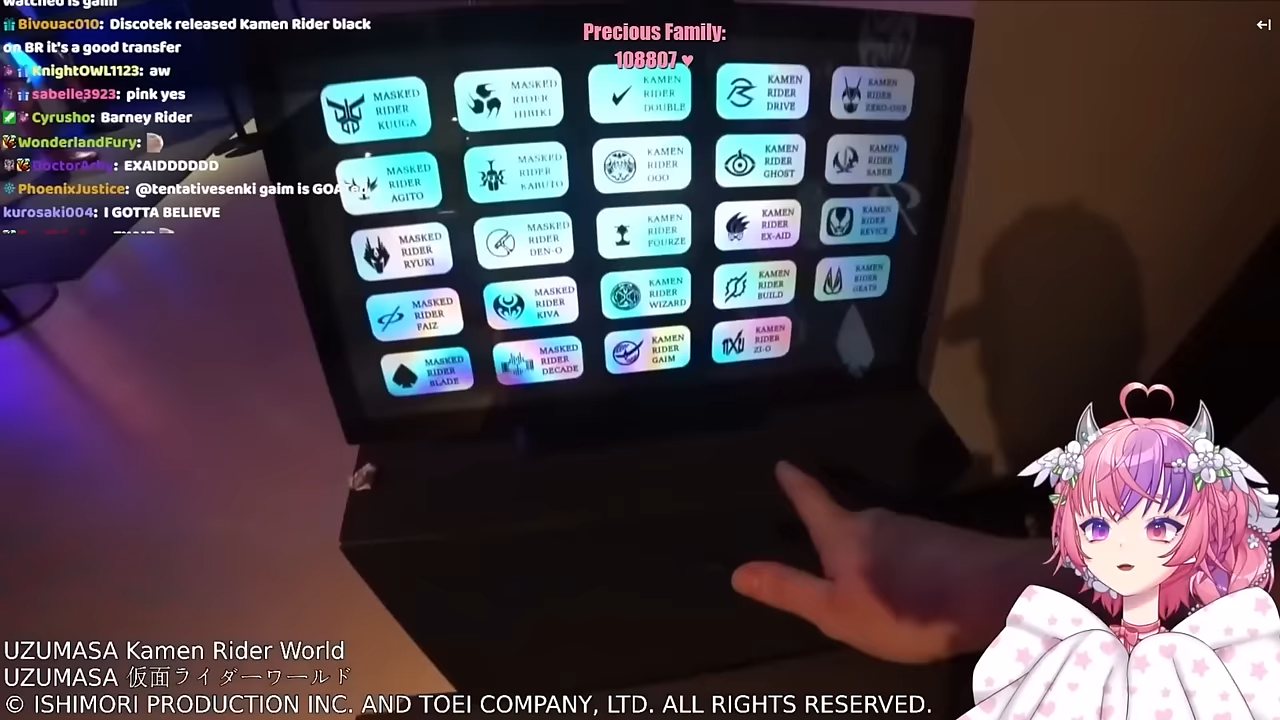 watched is gaim
Bivouac010: Discotek released Kamen Rider black
on BR it's a good transfer
KnightOWL1123: aw
sabelle3923: pink yes
Cyrusho: Barney Rider
WonderlandFury:
EXAIDDDDDD
PhoenixJustice: @tentativesenki gaim is GOATed
kurosaki004: I GOTTA BELIEVE
Precious Family:
108807 ♥
MASKED
RIDER
KUUGA
MASKED
RIDER
HIBIKI
KAMEN
RIDER
DOUBLE
KAMEN
RIDER
DRIVE
KAMEN
RIDER
ZERO-ONE
MASKED
RIDER
AGITO
MASKED
RIDER
KABUTO
KAMEN
RIDER
OOO
KAMEN
RIDER
GHOST
KAMEN
RIDER
SABER
MASKED
RIDER
RYUKI
MASKED
RIDER
DEN-O
KAMEN
RIDER
FOURZE
KAMEN
RIDER
EX-AID
KAMEN
RIDER
REVICE
MASKED
RIDER
FAIZ
MASKED
RIDER
KIVA
KAMEN
RIDER
WIZARD
KAMEN
RIDER
BUILD
KAMEN
RIDER
GEATS
MASKED
RIDER
BLADE
MASKED
RIDER
DECADE
KAMEN
RIDER
GAIM
KAMEN
RIDER
ZI-O
UZUMASA Kamen Rider World
UZUMASA 仮面ライダーワールド
© ISHIMORI PRODUCTION INC. AND TOEI COMPANY, LTD. ALL RIGHTS RESERVED.